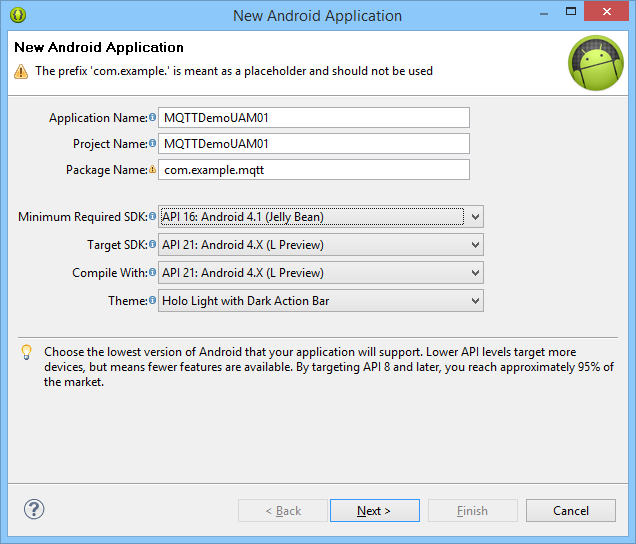 New Android Application
New Android Application
The prefix 'com.example.' is meant as a placeholder and should not be used
Application Name: MQTTDemoUAM01
Project Name: MQTTDemoUAM01
Package Name: com.example.mqtt
Minimum Required SDK: API 16: Android 4.1 (Jelly Bean)
Target SDK: API 21: Android 4.X (L Preview)
Compile With: API 21: Android 4.X (L Preview)
Theme: Holo Light with Dark Action Bar
Choose the lowest version of Android that your application will support. Lower API levels target more
devices, but means fewer features are available. By targeting API 8 and later, you reach approximately 95% of
the market.
< Back Next > Finish Cancel